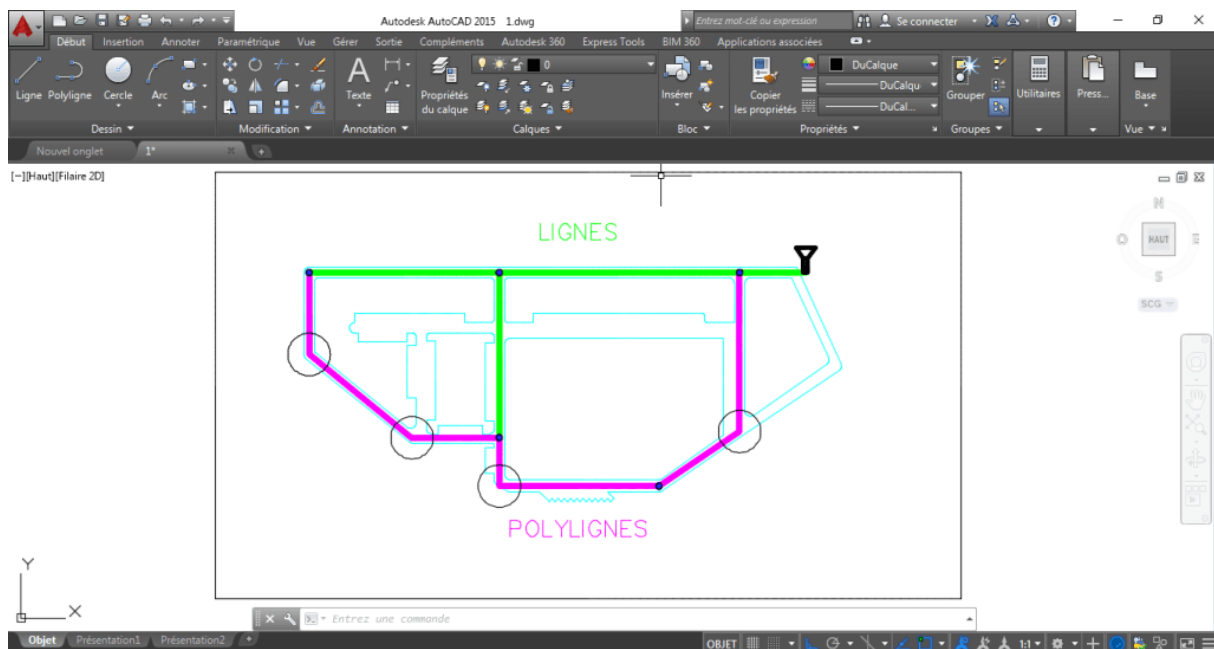 Autodesk AutoCAD 2015 1.dwg
Entrez mot-clé ou expression
Se connecter
Début Insertion Annoter Paramétrique Vue Gérer Sortie Compléments Autodesk 360 Express Tools BIM 360 Applications associées
Ligne Polyligne Cercle Arc
Dessin
Modification
A
Texte
Annotation
Propriétés
du calque
0
Calques
Insérer
Bloc
Copier
les propriétés
DuCalque
DuCalqu
DuCal...
Propriétés
Grouper
Groupes
Utilitaires
Press...
Base
Vue
Nouvel onglet 1*
[−][Haut][Filaire 2D]
LIGNES
POLYLIGNES
N
O HAUT E
S
SCG
Y
X
Entrez une commande
Objet Présentation1 Présentation2
OBJET 1:1